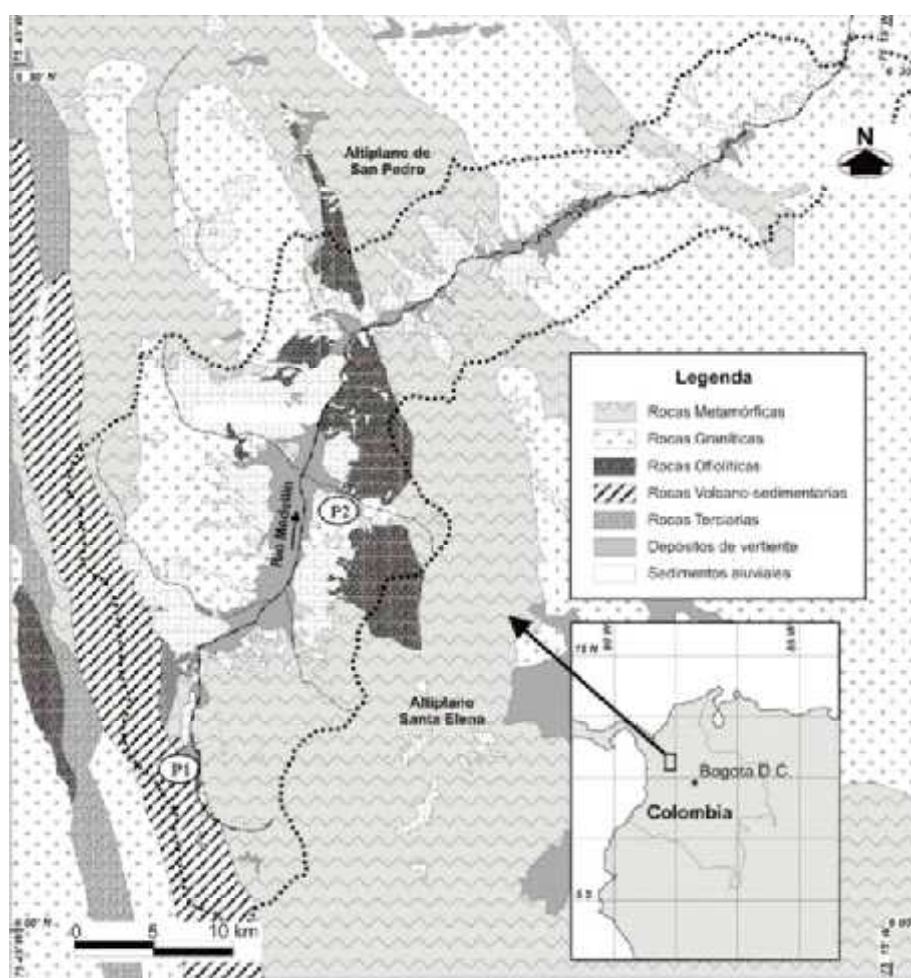 Altiplano de
San Pedro
N
Legenda
Rocas Metamórficas
Rocas Graníticas
Rocas Ofiolíticas
Rocas Volcano-sedimentarias
Rocas Terciarias
Depósitos de vertiente
Sedimentos aluviales
P2
Río Medellín
Altiplano
Santa Elena
P1
Bogota D.C.
Colombia
0 5 10 km